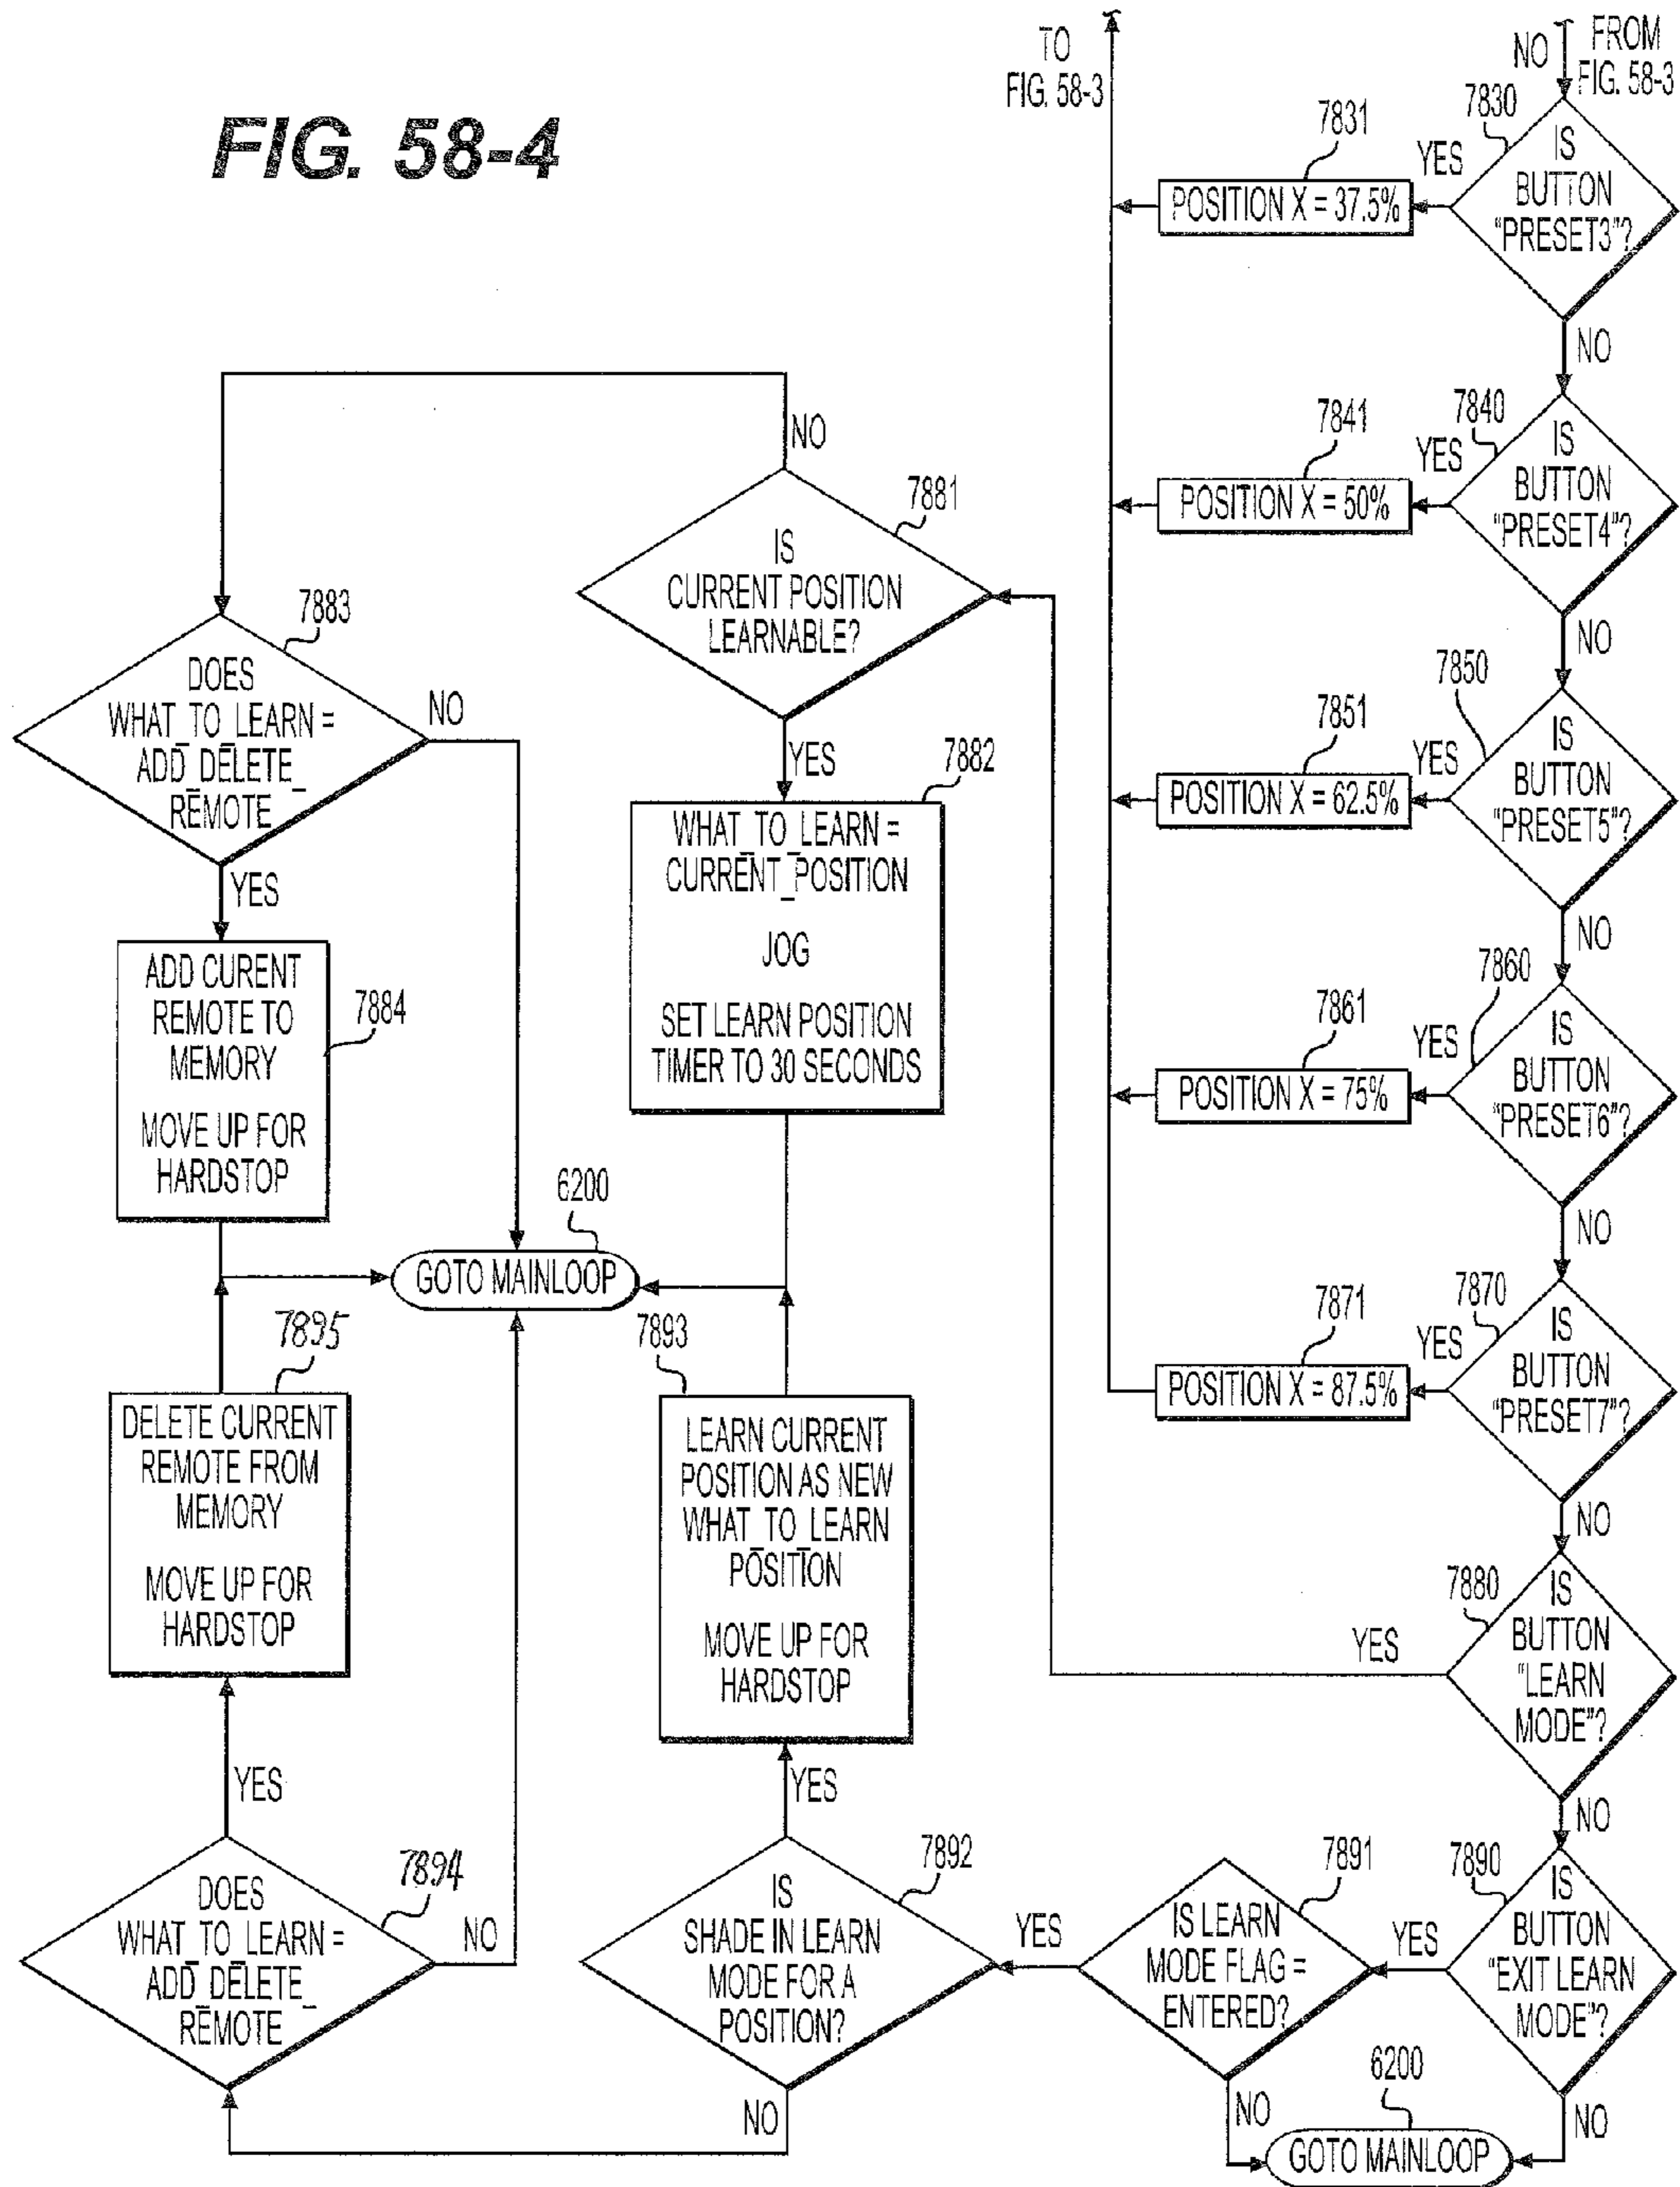 FIG. 58-4
TO
FIG. 58-3
NO
FROM
FIG. 58-3
7830
IS
BUTTON
"PRESET3"?
YES
7831
POSITION X = 37.5%
NO
7840
IS
BUTTON
"PRESET4"?
YES
7841
POSITION X = 50%
NO
7850
IS
BUTTON
"PRESET5"?
YES
7851
POSITION X = 62.5%
NO
7860
IS
BUTTON
"PRESET6"?
YES
7861
POSITION X = 75%
NO
7870
IS
BUTTON
"PRESET7"?
YES
7871
POSITION X = 87.5%
NO
7880
IS
BUTTON
"LEARN
MODE"?
YES
NO
7890
IS
BUTTON
"EXIT LEARN
MODE"?
YES
NO
7881
IS
CURRENT POSITION
LEARNABLE?
NO
YES
7882
WHAT_TO_LEARN =
CURRENT_POSITION
JOG
SET LEARN POSITION
TIMER TO 30 SECONDS
7883
DOES
WHAT_TO_LEARN =
ADD_DELETE_
REMOTE
NO
YES
7884
ADD CURENT
REMOTE TO
MEMORY
MOVE UP FOR
HARDSTOP
6200
GOTO MAINLOOP
7895
DELETE CURRENT
REMOTE FROM
MEMORY
MOVE UP FOR
HARDSTOP
YES
7893
LEARN CURRENT
POSITION AS NEW
WHAT_TO_LEARN
POSITION
MOVE UP FOR
HARDSTOP
YES
7894
DOES
WHAT_TO_LEARN =
ADD_DELETE_
REMOTE
NO
7892
IS
SHADE IN LEARN
MODE FOR A
POSITION?
YES
NO
7891
IS LEARN
MODE FLAG =
ENTERED?
NO
6200
GOTO MAINLOOP